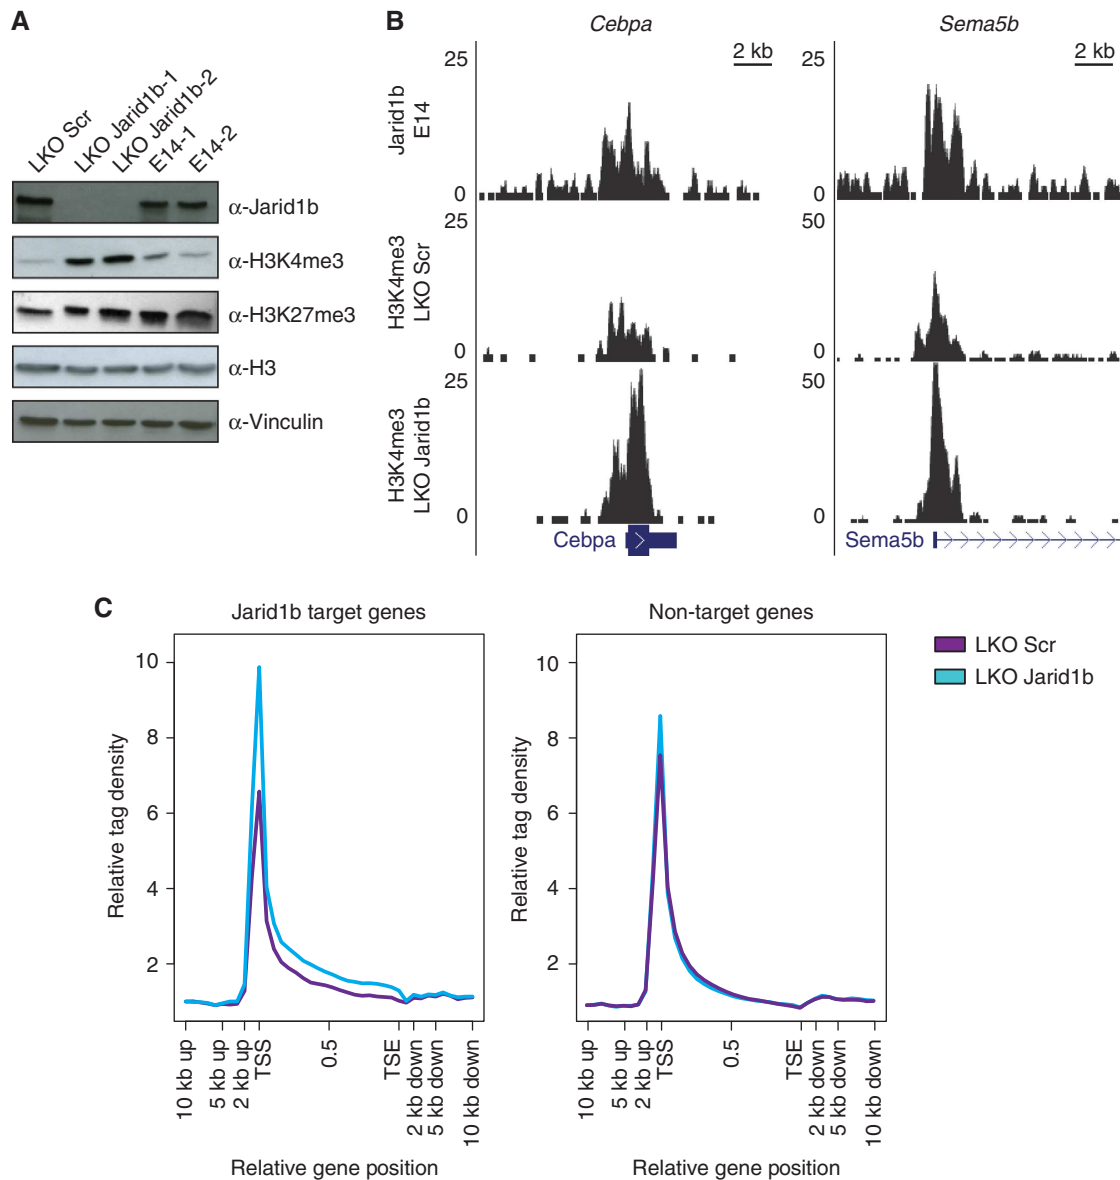 A
LKO Scr
LKO Jarid1b-1
LKO Jarid1b-2
E14-1
E14-2
α-Jarid1b
α-H3K4me3
α-H3K27me3
α-H3
α-Vinculin
B
Cebpa
Sema5b
2 kb
2 kb
Jarid1b
E14
25
0
25
0
H3K4me3
LKO Scr
25
0
50
0
H3K4me3
LKO Jarid1b
25
0
50
0
Cebpa
Sema5b
C
Jarid1b target genes
Relative tag density
10
8
6
4
2
10 kb up
5 kb up
2 kb up
TSS
0.5
TSE
2 kb down
5 kb down
10 kb down
Relative gene position
Non-target genes
Relative tag density
10
8
6
4
2
10 kb up
5 kb up
2 kb up
TSS
0.5
TSE
2 kb down
5 kb down
10 kb down
Relative gene position
LKO Scr
LKO Jarid1b